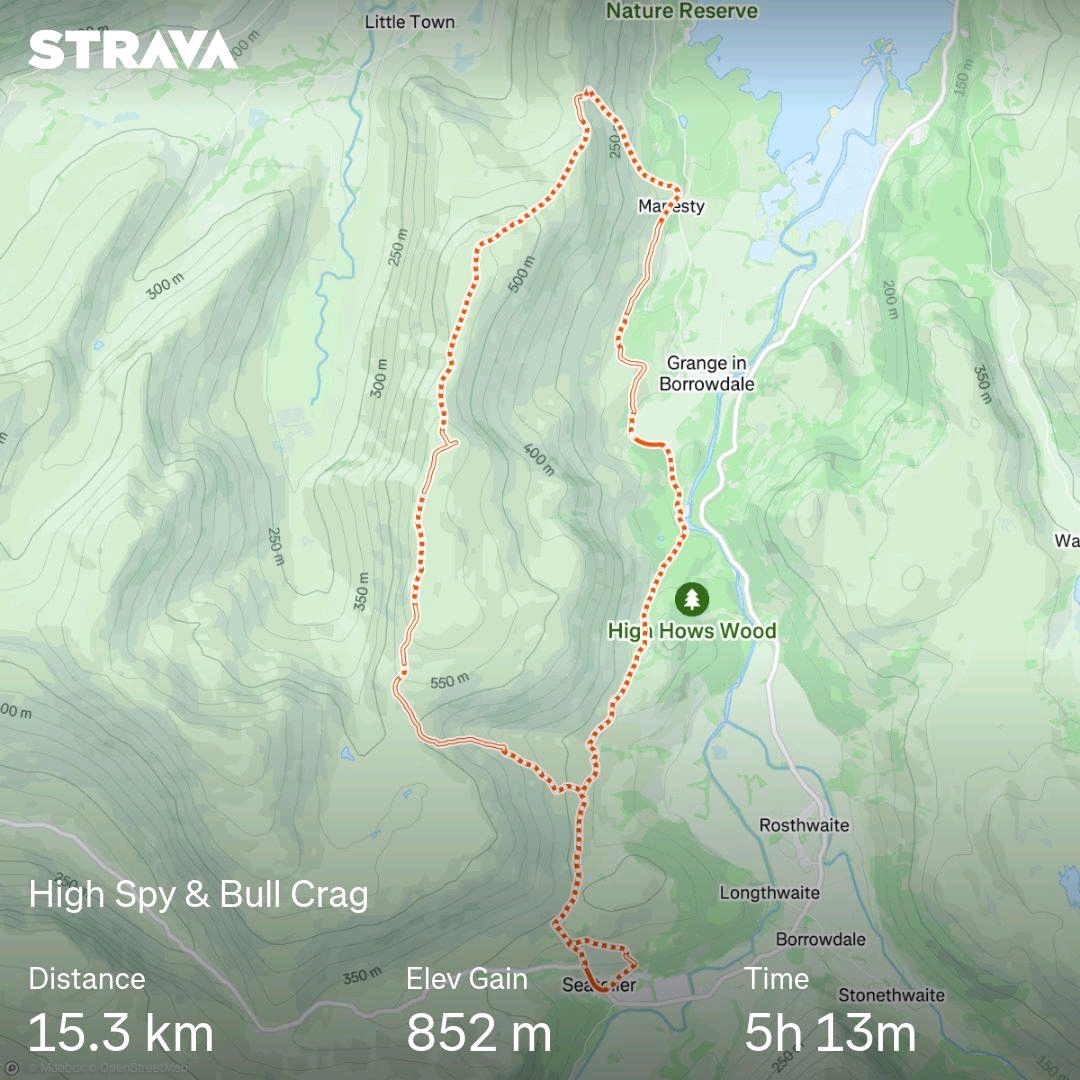 Nature Reserve
Little Town
STRAVA
150 m
250
Manesty
250 m
300 m
500 m
200 m
300 m
Grange in
Borrowdale
350 m
400 m
250 m
Wa
350 m
High Hows Wood
550 m
00 m
Rosthwaite
High Spy & Bull Crag
Longthwaite
Borrowdale
350 m
Distance
Elev Gain
Time
Stonethwaite
15.3 km
852 m
5h 13m
250 m
150 m
© Mapbox © OpenStreetMap